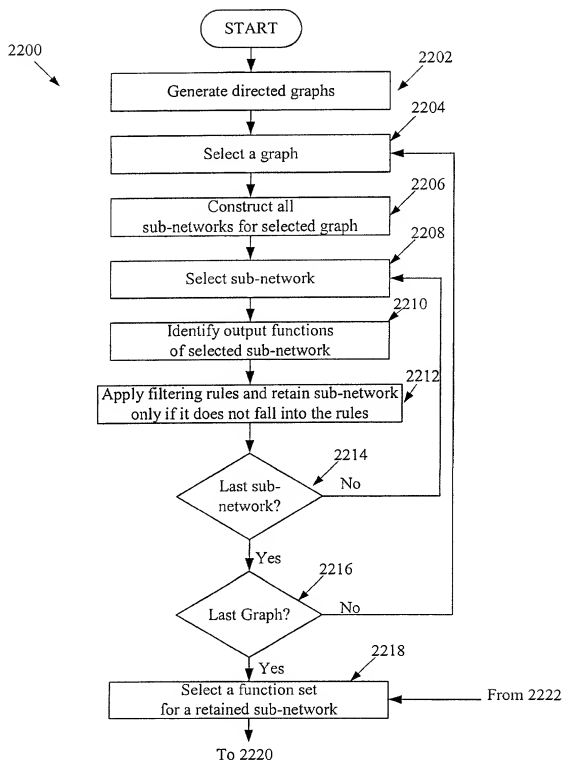 START
2200
2202
Generate directed graphs
2204
Select a graph
2206
Construct all
sub-networks for selected graph
2208
Select sub-network
2210
Identify output functions
of selected sub-network
2212
Apply filtering rules and retain sub-network
only if it does not fall into the rules
2214
Last sub-
network?
No
Yes
2216
Last Graph?
No
Yes
2218
Select a function set
for a retained sub-network
From 2222
To 2220